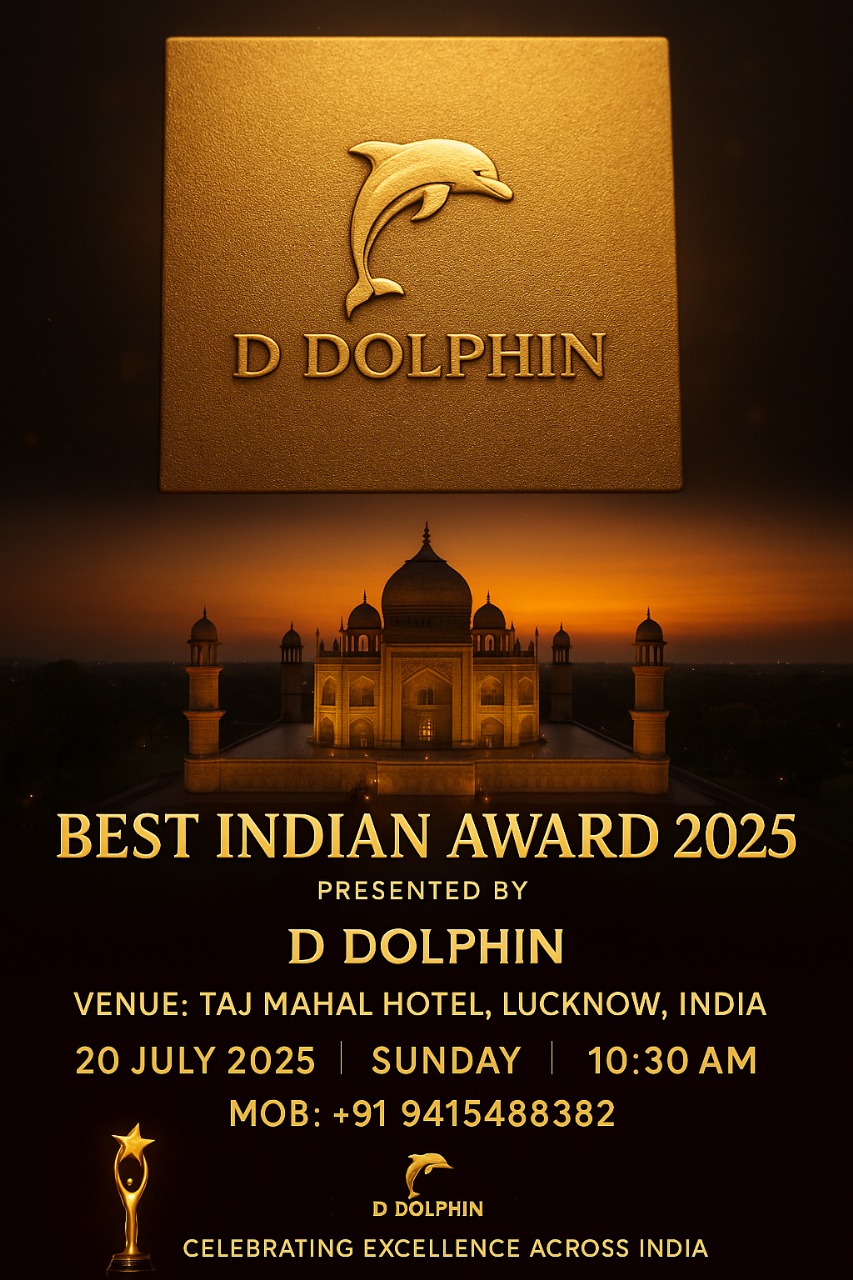 D DOLPHIN
BEST INDIAN AWARD 2025
PRESENTED BY
D DOLPHIN
VENUE: TAJ MAHAL HOTEL, LUCKNOW, INDIA
20 JULY 2025 | SUNDAY | 10:30 AM
MOB: +91 9415488382
D DOLPHIN
CELEBRATING EXCELLENCE ACROSS INDIA